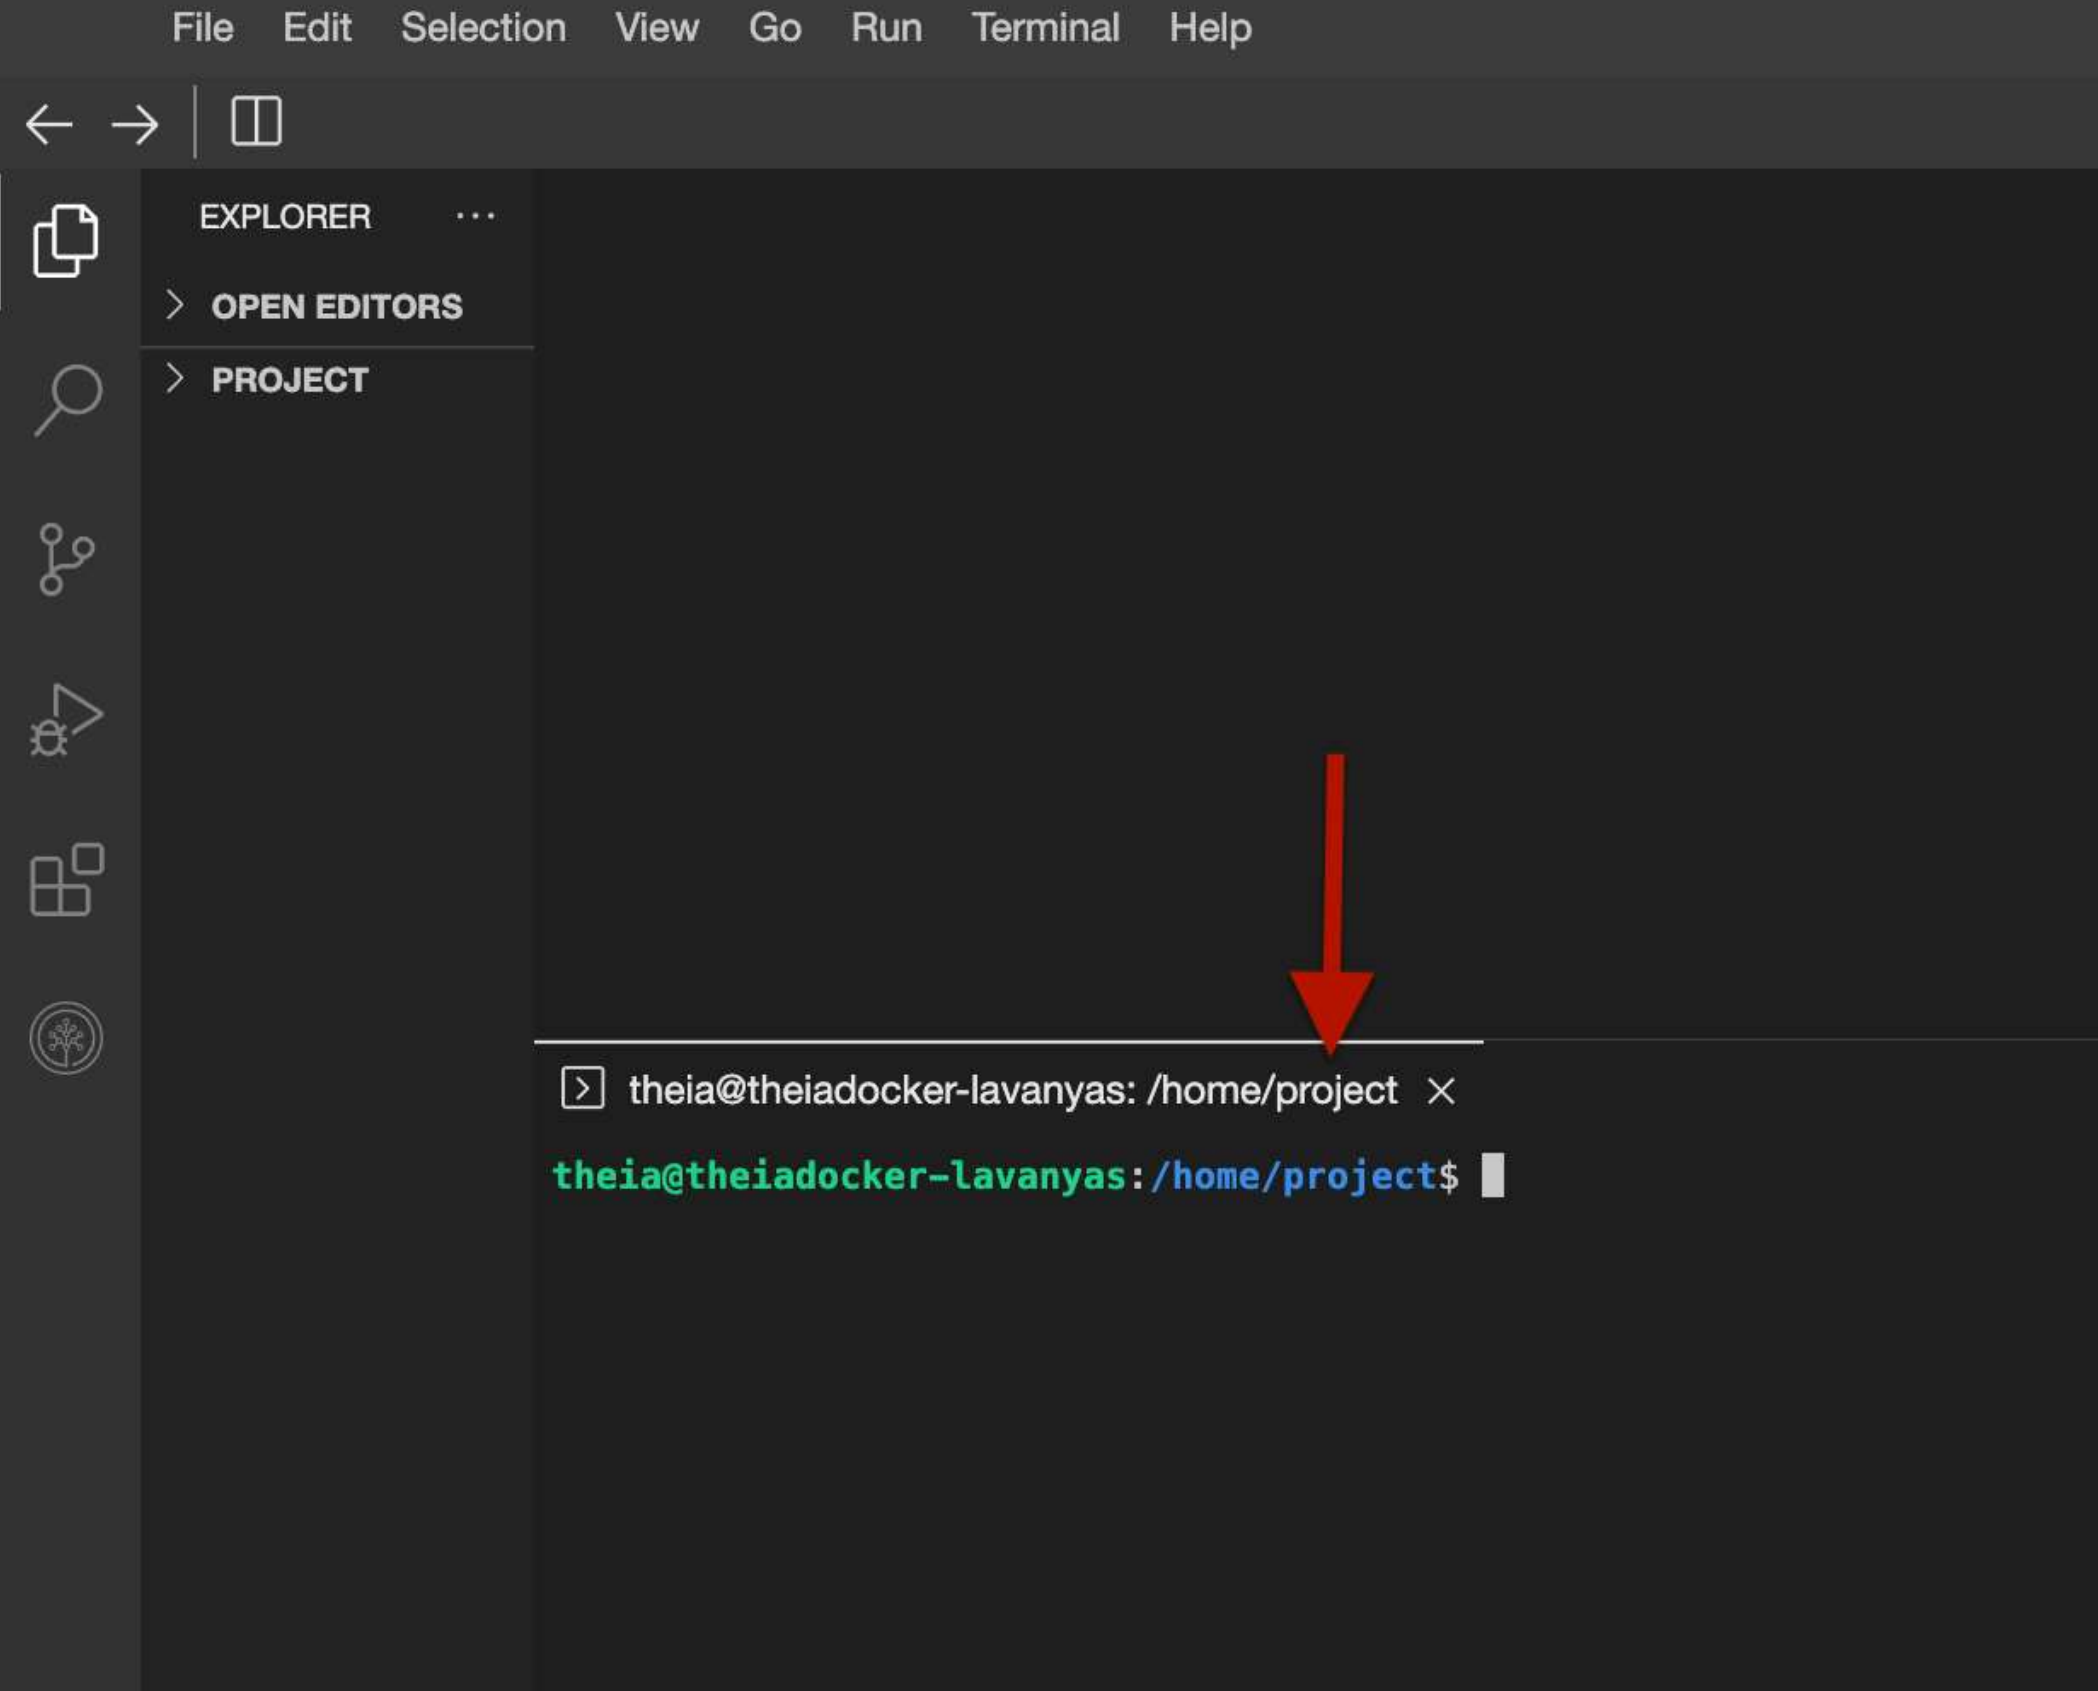 File Edit Selection View Go Run Terminal Help
EXPLORER ...
OPEN EDITORS
PROJECT
theia@theiadocker-lavanyas: /home/project
theia@theiadocker-lavanyas:/home/project$